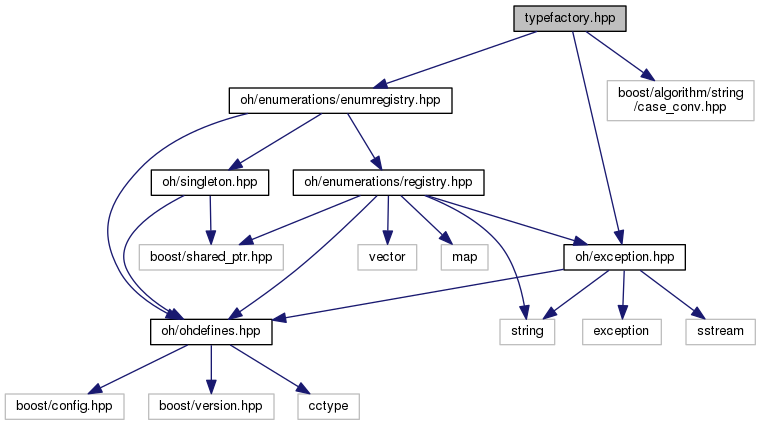 typefactory.hpp
oh/enumerations/enumregistry.hpp
boost/algorithm/string
/case_conv.hpp
oh/singleton.hpp
oh/enumerations/registry.hpp
boost/shared_ptr.hpp
vector
map
oh/exception.hpp
oh/ohdefines.hpp
string
exception
sstream
boost/config.hpp
boost/version.hpp
cctype